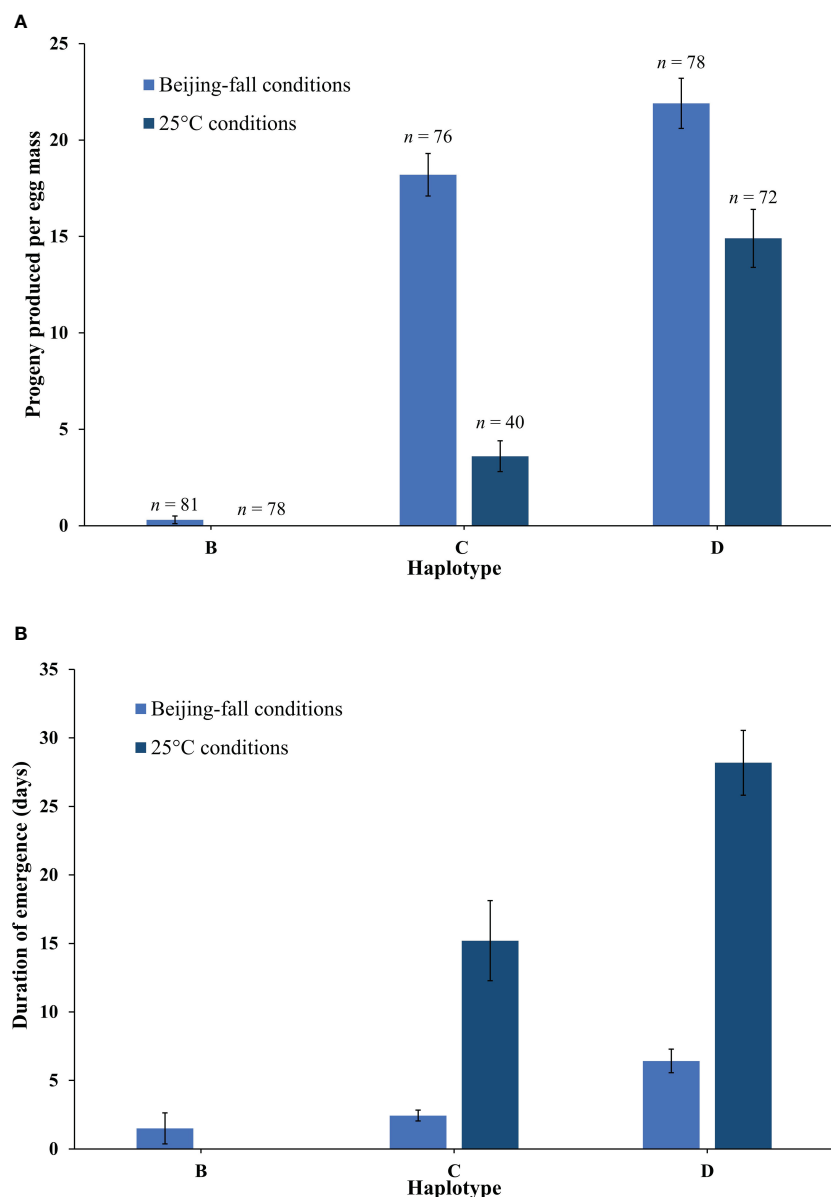 A
25
20
15
10
5
0
Progeny produced per egg mass
Beijing-fall conditions
25°C conditions
n = 81
n = 78
n = 76
n = 40
n = 78
n = 72
B
C
D
Haplotype
B
35
30
25
20
15
10
5
0
Duration of emergence (days)
Beijing-fall conditions
25°C conditions
B
C
D
Haplotype